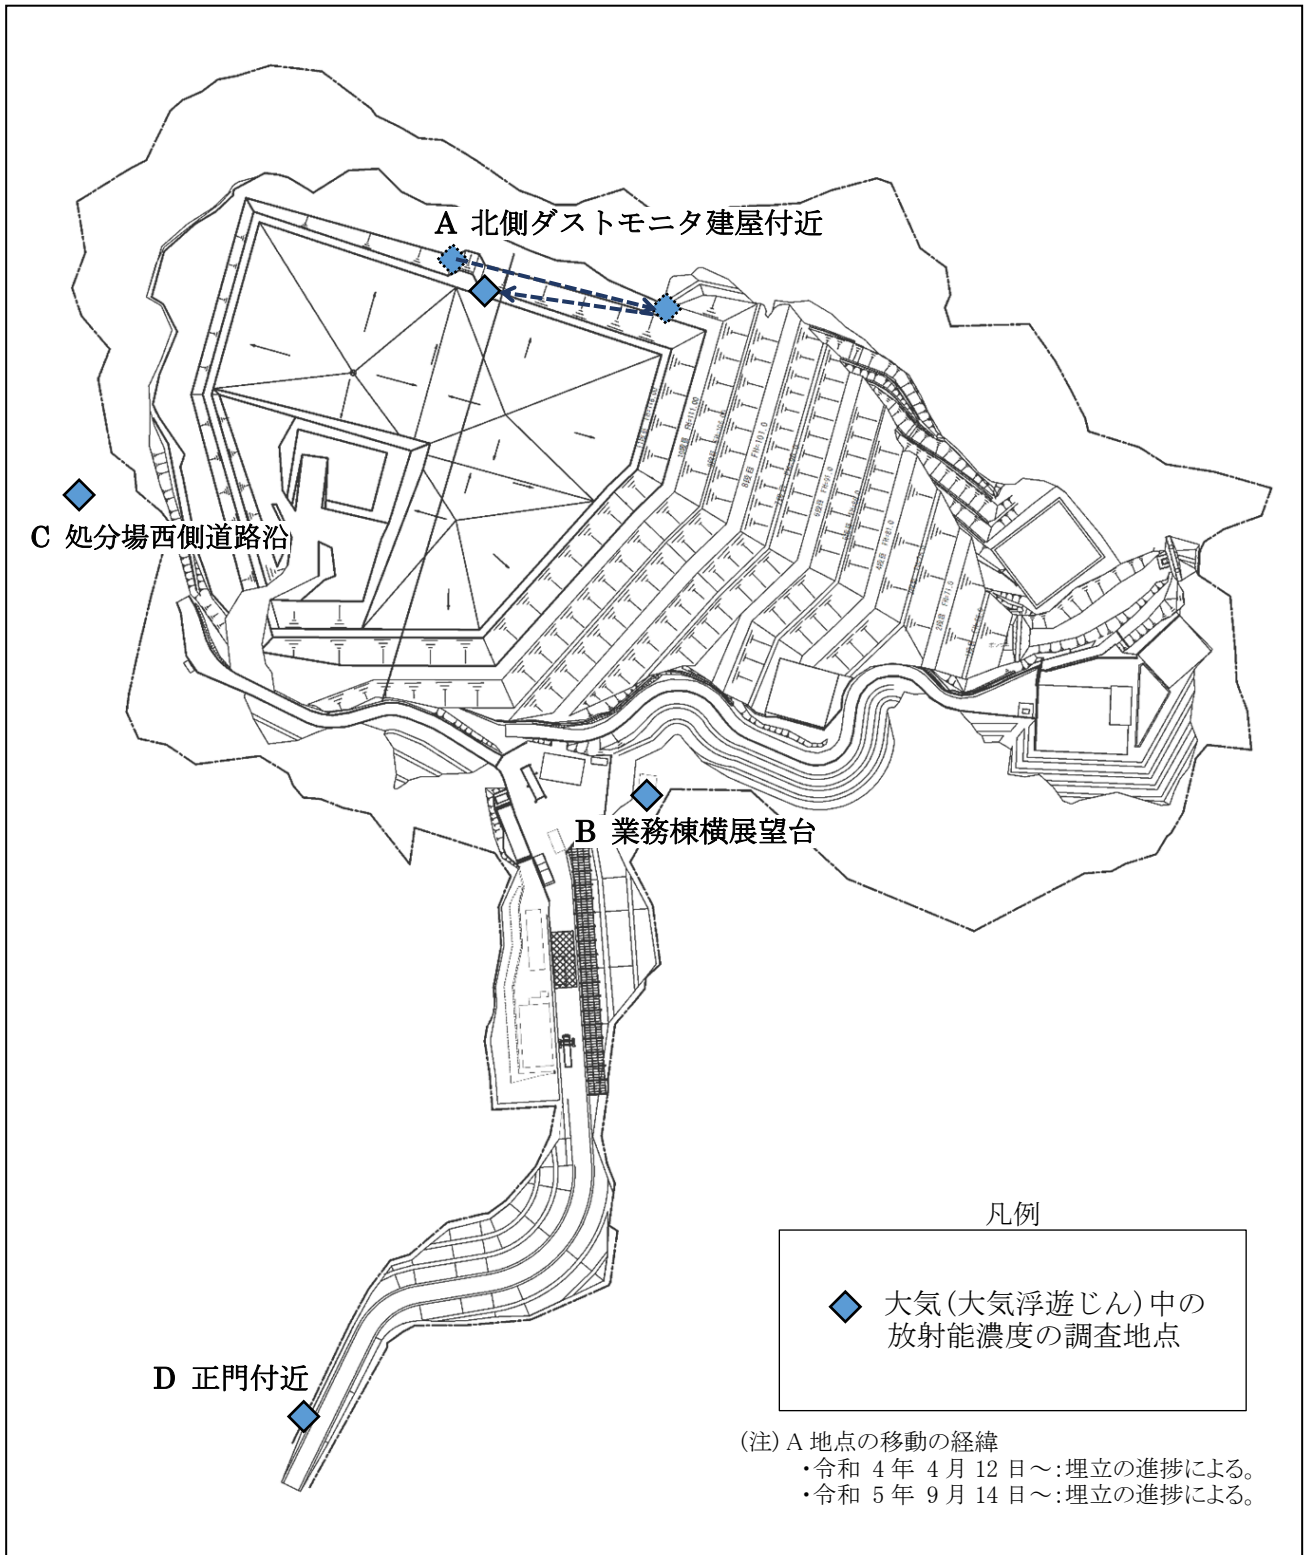 A 北側ダストモニタ建屋付近
C 処分場西側道路沿
B 業務棟横展望台
D 正門付近
凡例
大気(大気浮遊じん)中の
放射能濃度の調査地点
(注) A 地点の移動の経緯
・令和 4 年 4 月 12 日～:埋立の進捗による。
・令和 5 年 9 月 14 日～:埋立の進捗による。